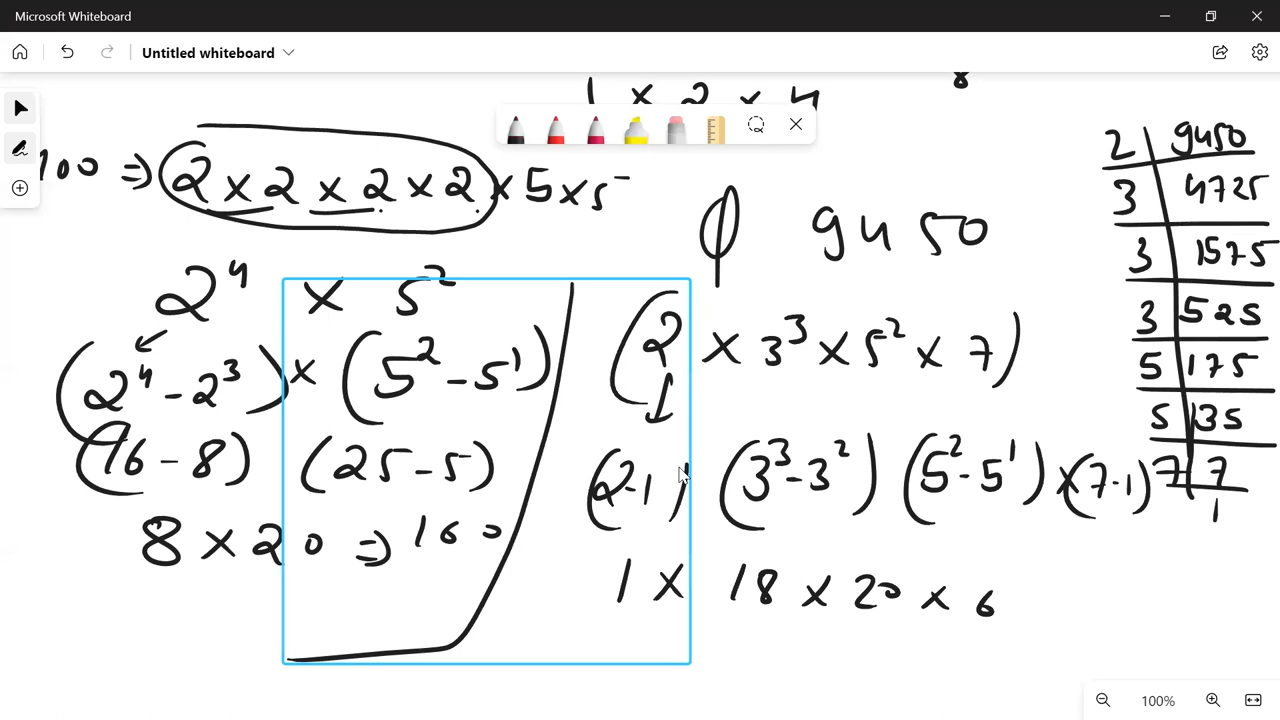 Microsoft Whiteboard
Untitled whiteboard
1 × 2 × 4
8
100 ⇒ 2 × 2 × 2 × 2 × 5 × 5
2⁴ × 5²
(2⁴ - 2³) × (5² - 5¹)
(16 - 8) (25 - 5)
8 × 20 ⇒ 160
ϕ 9450
(2 × 3³ × 5² × 7)
(2-1) (3³ - 3²) (5² - 5¹) × (7-1)
1 × 18 × 20 × 6
2 | 9450
3 | 4725
3 | 1575
3 | 525
5 | 175
5 | 35
7 | 7
1
100%